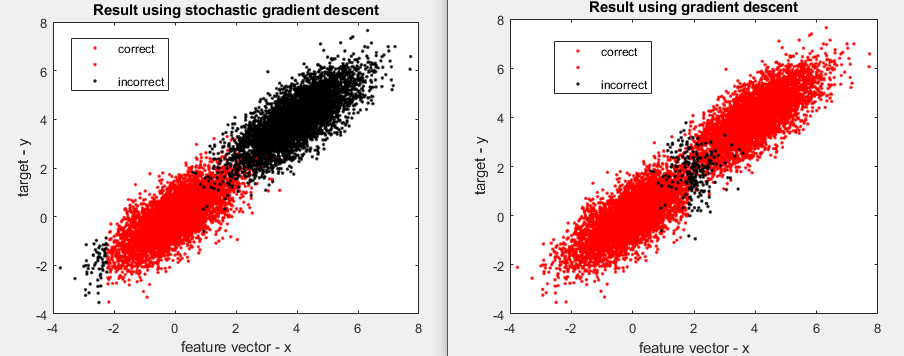 Result using stochastic gradient descent
8
6
4
2
0
-2
-4
target - y
correct
incorrect
-4
-2
0
2
4
6
8
feature vector - x
Result using gradient descent
8
6
4
2
0
-2
-4
target - y
correct
incorrect
-4
-2
0
2
4
6
8
feature vector - x